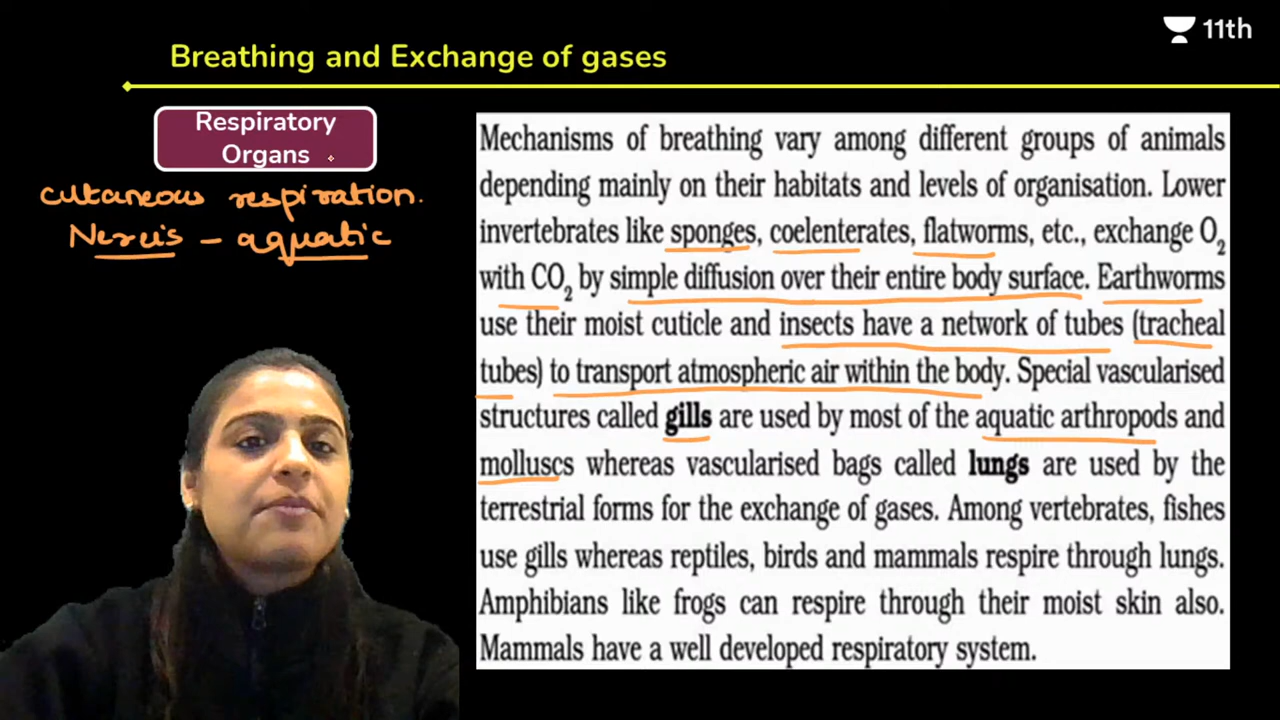 Breathing and Exchange of gases
11th
Respiratory
Organs
cutaneous respiration.
Nereis – aquatic
Mechanisms of breathing vary among different groups of animals
depending mainly on their habitats and levels of organisation. Lower
invertebrates like sponges, coelenterates, flatworms, etc., exchange O₂
with CO₂ by simple diffusion over their entire body surface. Earthworms
use their moist cuticle and insects have a network of tubes (tracheal
tubes) to transport atmospheric air within the body. Special vascularised
structures called gills are used by most of the aquatic arthropods and
molluscs whereas vascularised bags called lungs are used by the
terrestrial forms for the exchange of gases. Among vertebrates, fishes
use gills whereas reptiles, birds and mammals respire through lungs.
Amphibians like frogs can respire through their moist skin also.
Mammals have a well developed respiratory system.